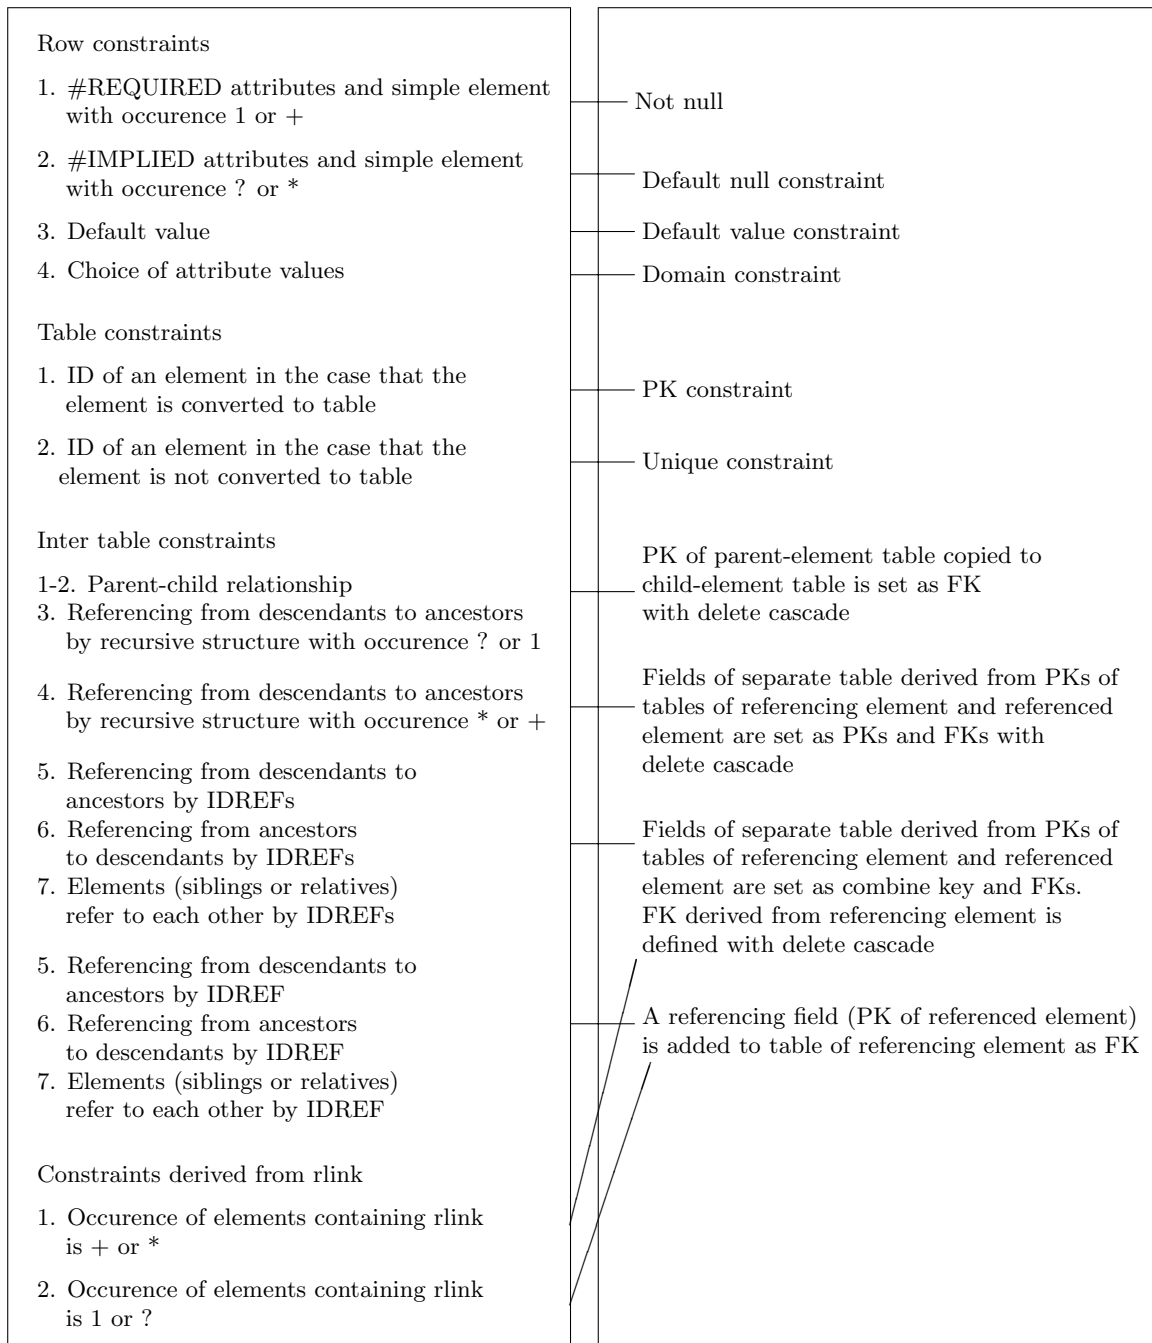 Row constraints
1. #REQUIRED attributes and simple element
with occurence 1 or +
2. #IMPLIED attributes and simple element
with occurence ? or *
3. Default value
4. Choice of attribute values
Table constraints
1. ID of an element in the case that the
element is converted to table
2. ID of an element in the case that the
element is not converted to table
Inter table constraints
1-2. Parent-child relationship
3. Referencing from descendants to ancestors
by recursive structure with occurence ? or 1
4. Referencing from descendants to ancestors
by recursive structure with occurence * or +
5. Referencing from descendants to
ancestors by IDREFs
6. Referencing from ancestors
to descendants by IDREFs
7. Elements (siblings or relatives)
refer to each other by IDREFs
5. Referencing from descendants to
ancestors by IDREF
6. Referencing from ancestors
to descendants by IDREF
7. Elements (siblings or relatives)
refer to each other by IDREF
Constraints derived from rlink
1. Occurence of elements containing rlink
is + or *
2. Occurence of elements containing rlink
is 1 or ?
Not null
Default null constraint
Default value constraint
Domain constraint
PK constraint
Unique constraint
PK of parent-element table copied to
child-element table is set as FK
with delete cascade
Fields of separate table derived from PKs of
tables of referencing element and referenced
element are set as PKs and FKs with
delete cascade
Fields of separate table derived from PKs of
tables of referencing element and referenced
element are set as combine key and FKs.
FK derived from referencing element is
defined with delete cascade
A referencing field (PK of referenced element)
is added to table of referencing element as FK